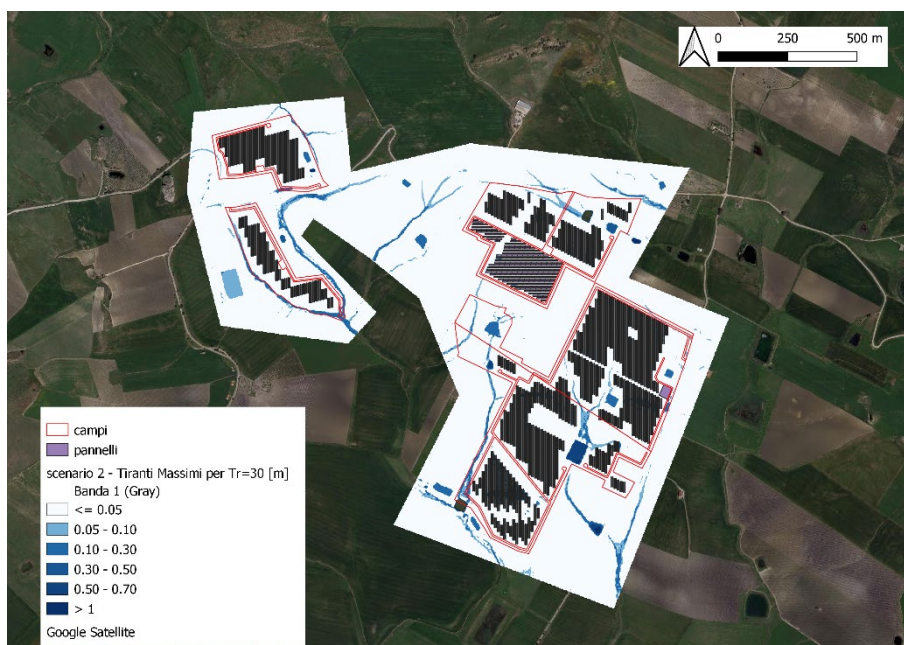 0 250 500 m
campi
pannelli
scenario 2 - Tiranti Massimi per Tr=30 [m]
Banda 1 (Gray)
<= 0.05
0.05 - 0.10
0.10 - 0.30
0.30 - 0.50
0.50 - 0.70
> 1
Google Satellite